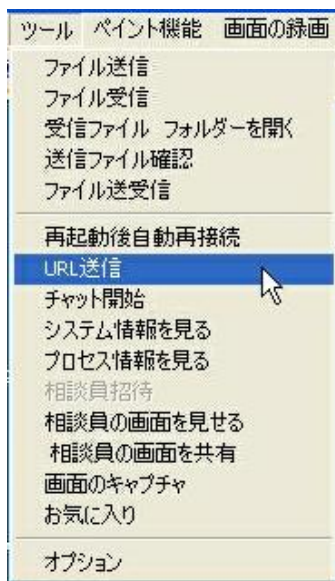 ツール ペイント機能 画面の録画
ファイル送信
ファイル受信
受信ファイル フォルダーを開く
送信ファイル確認
ファイル送受信
再起動後自動再接続
URL送信
チャット開始
システム情報を見る
プロセス情報を見る
相談員招待
相談員の画面を見せる
相談員の画面を共有
画面のキャプチャ
お気に入り
オプション